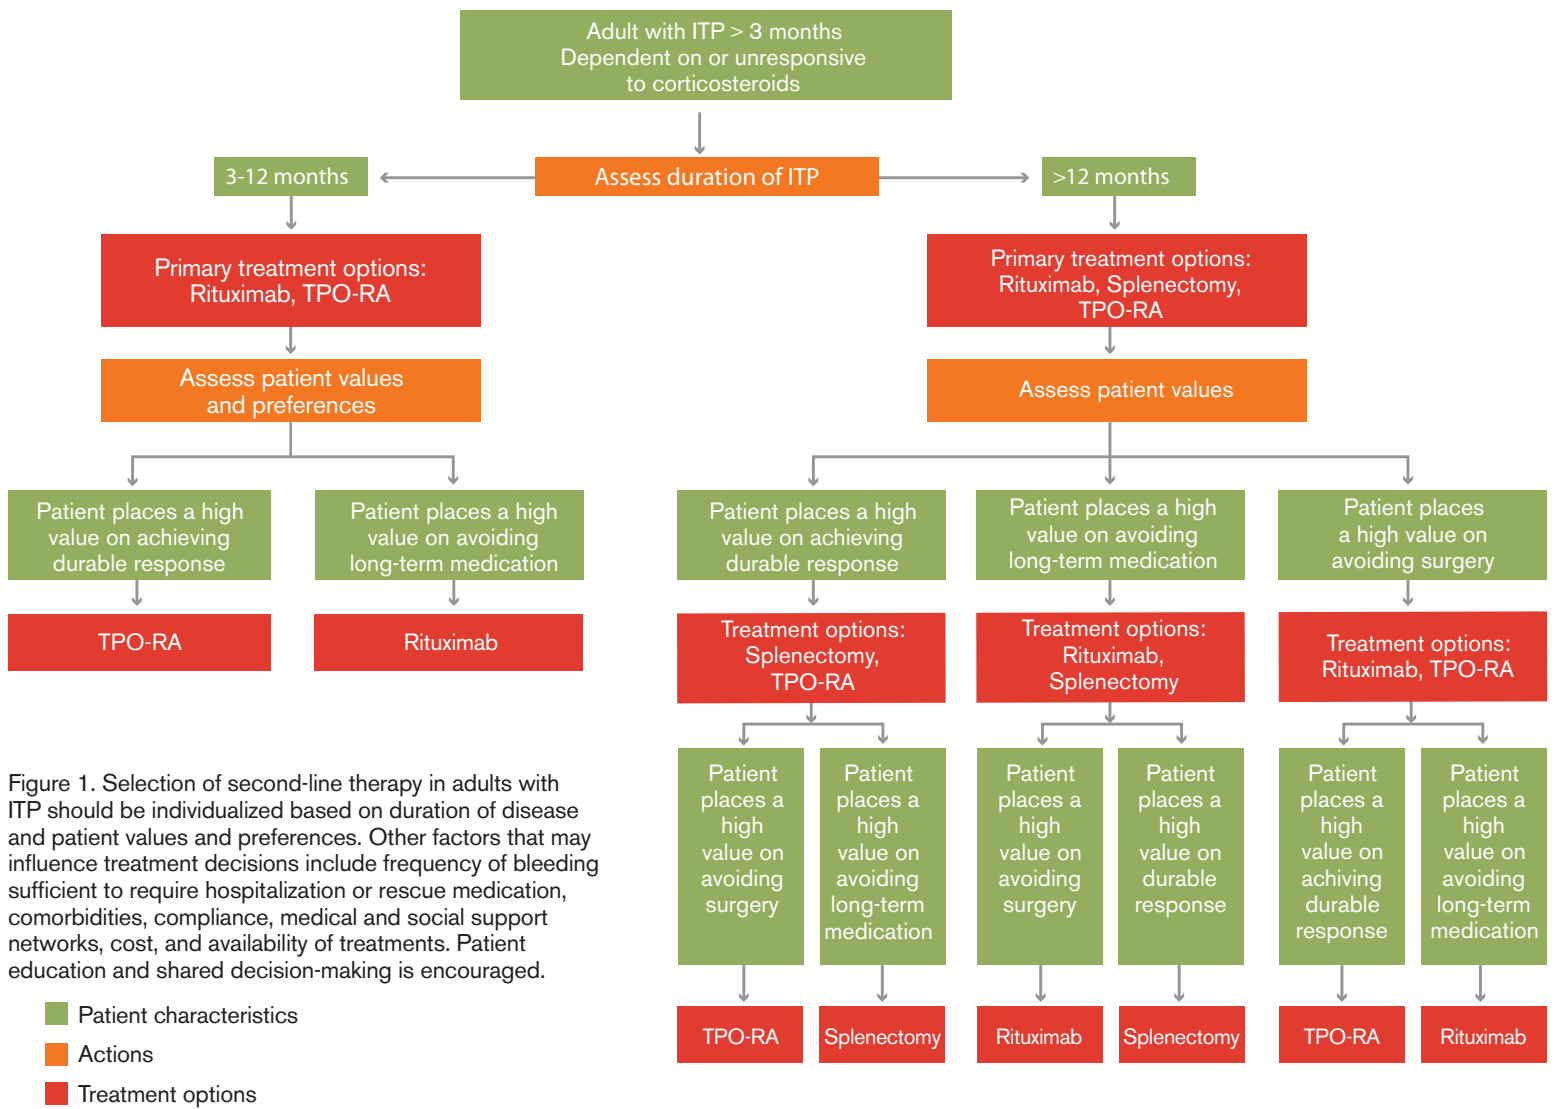 Adult with ITP > 3 months
Dependent on or unresponsive
to corticosteroids
3-12 months
Assess duration of ITP
>12 months
Primary treatment options:
Rituximab, TPO-RA
Primary treatment options:
Rituximab, Splenectomy,
TPO-RA
Assess patient values
and preferences
Assess patient values
Patient places a high
value on achieving
durable response
Patient places a high
value on avoiding
long-term medication
Patient places a high
value on achieving
durable response
Patient places a high
value on avoiding
long-term medication
Patient places
a high value on
avoiding surgery
TPO-RA
Rituximab
Treatment options:
Splenectomy,
TPO-RA
Treatment options:
Rituximab,
Splenectomy
Treatment options:
Rituximab, TPO-RA
Patient
places a
high
value on
avoiding
surgery
Patient
places a
high
value on
avoiding
long-term
medication
Patient
places a
high
value on
avoiding
surgery
Patient
places a
high
value on
durable
response
Patient
places a
high
value on
achiving
durable
response
Patient
places a
high
value on
avoiding
long-term
medication
TPO-RA
Splenectomy
Rituximab
Splenectomy
TPO-RA
Rituximab
Figure 1. Selection of second-line therapy in adults with
ITP should be individualized based on duration of disease
and patient values and preferences. Other factors that may
influence treatment decisions include frequency of bleeding
sufficient to require hospitalization or rescue medication,
comorbidities, compliance, medical and social support
networks, cost, and availability of treatments. Patient
education and shared decision-making is encouraged.
Patient characteristics
Actions
Treatment options